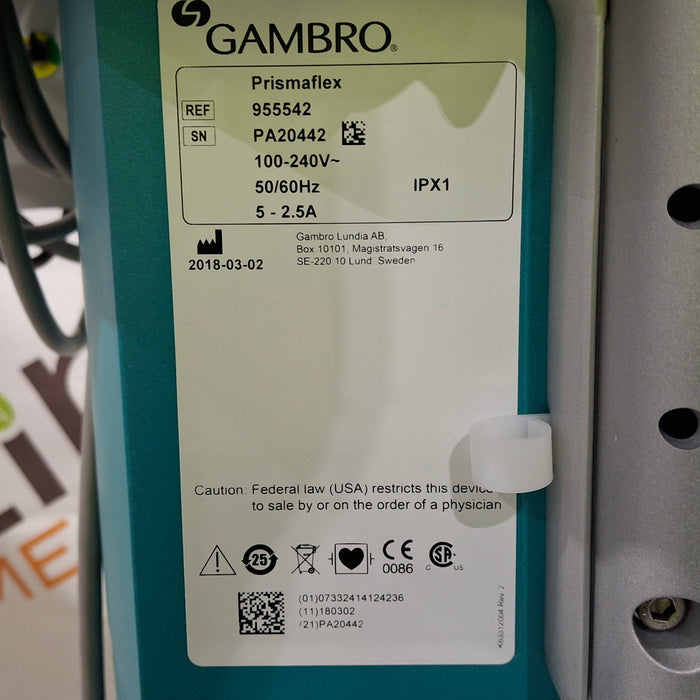 GAMBRO®
Prismaflex
REF 955542
SN PA20442
100-240V~
50/60Hz IPX1
5 - 2.5A
2018-03-02
Gambro Lundia AB,
Box 10101, Magistratsvagen 16
SE-220 10 Lund Sweden
Caution: Federal law (USA) restricts this device
to sale by or on the order of a physician
25
CE
0086
C US
(01)07332414124236
(11)180302
(21)PA20442